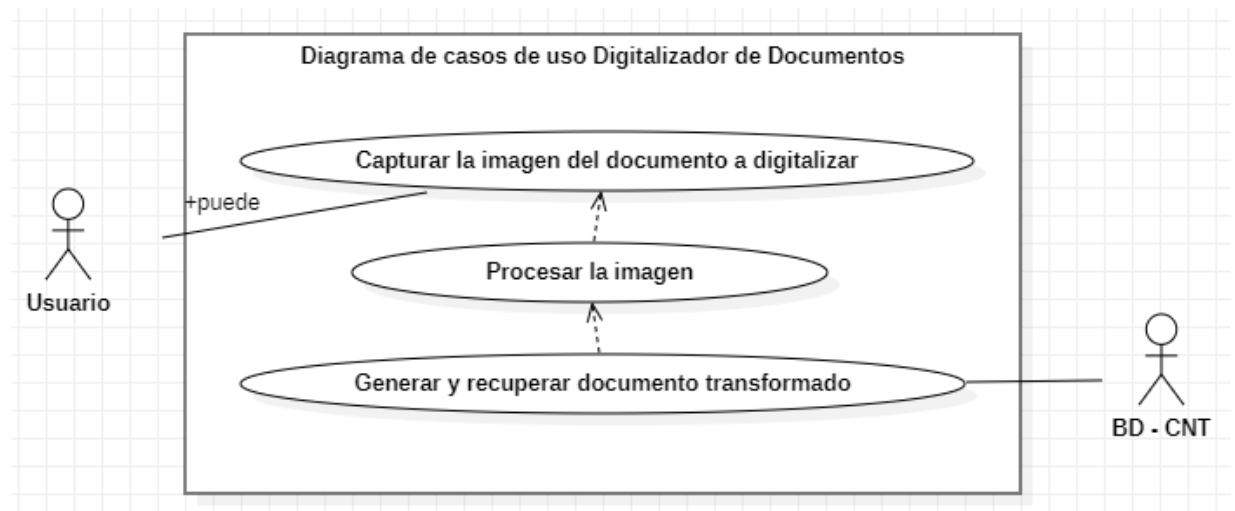 Diagrama de casos de uso Digitalizador de Documentos
Capturar la imagen del documento a digitalizar
+puede
Procesar la imagen
Usuario
Generar y recuperar documento transformado
BD - CNT